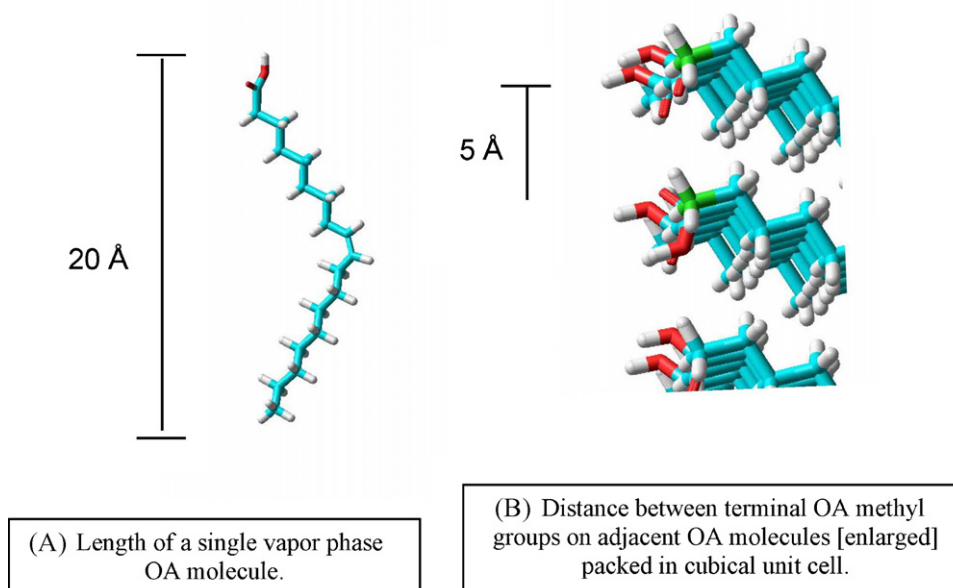 20 Å
5 Å
(A) Length of a single vapor phase
OA molecule.
(B) Distance between terminal OA methyl
groups on adjacent OA molecules [enlarged]
packed in cubical unit cell.